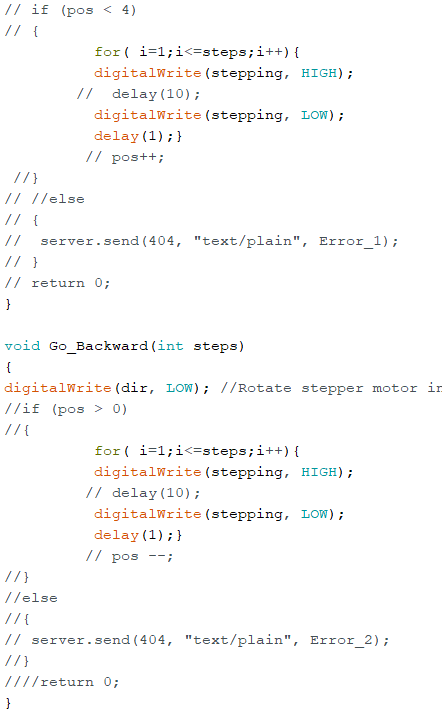 // if (pos < 4)
// {
for( i=1;i<=steps;i++){
digitalWrite(stepping, HIGH);
//  delay(10);
digitalWrite(stepping, LOW);
delay(1);}
// pos++;
//}
// //else
// {
//  server.send(404, "text/plain", Error_1);
// }
// return 0;
}
void Go_Backward(int steps)
{
digitalWrite(dir, LOW); //Rotate stepper motor in
//if (pos > 0)
//{
for( i=1;i<=steps;i++){
digitalWrite(stepping, HIGH);
// delay(10);
digitalWrite(stepping, LOW);
delay(1);}
// pos --;
//}
//else
//{
// server.send(404, "text/plain", Error_2);
//}
////return 0;
}